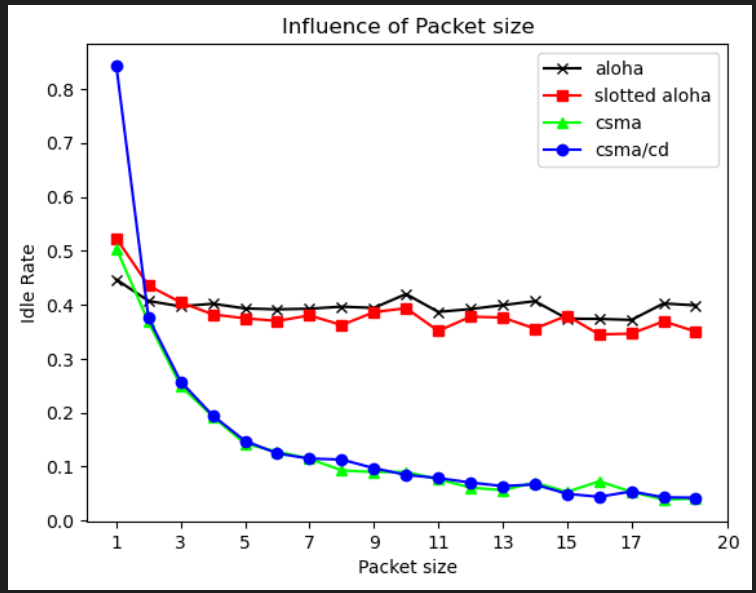 Influence of Packet size
aloha
slotted aloha
csma
csma/cd
0.8
0.7
0.6
0.5
0.4
0.3
0.2
0.1
0.0
Idle Rate
1 3 5 7 9 11 13 15 17 20
Packet size